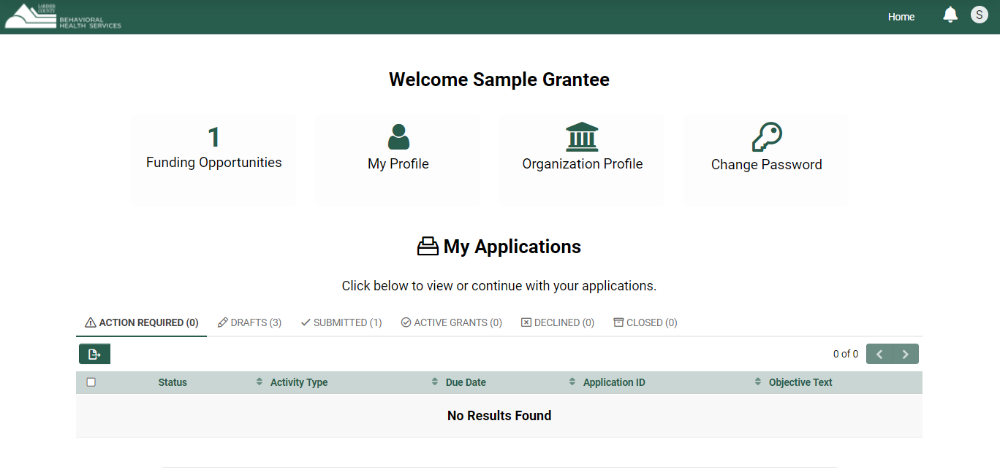 LARIMER
COUNTY
BEHAVIORAL
HEALTH SERVICES
Home
S
Welcome Sample Grantee
1
Funding Opportunities
My Profile
Organization Profile
Change Password
My Applications
Click below to view or continue with your applications.
ACTION REQUIRED (0) DRAFTS (3) SUBMITTED (1) ACTIVE GRANTS (0) DECLINED (0) CLOSED (0)
0 of 0
Status Activity Type Due Date Application ID Objective Text
No Results Found